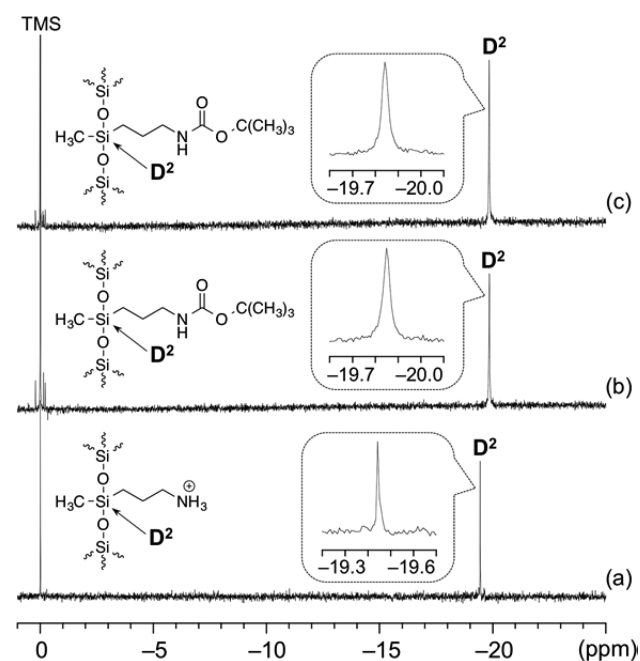 TMS
D²
Si
O
H₃C
Si
N
H
O
O
C(CH₃)₃
D²
O
Si
–19.7
–20.0
(c)
D²
Si
O
H₃C
Si
N
H
O
O
C(CH₃)₃
D²
O
Si
–19.7
–20.0
(b)
D²
Si
O
H₃C
Si
⊕
NH₃
D²
O
Si
–19.3
–19.6
(a)
0 –5 –10 –15 –20 (ppm)